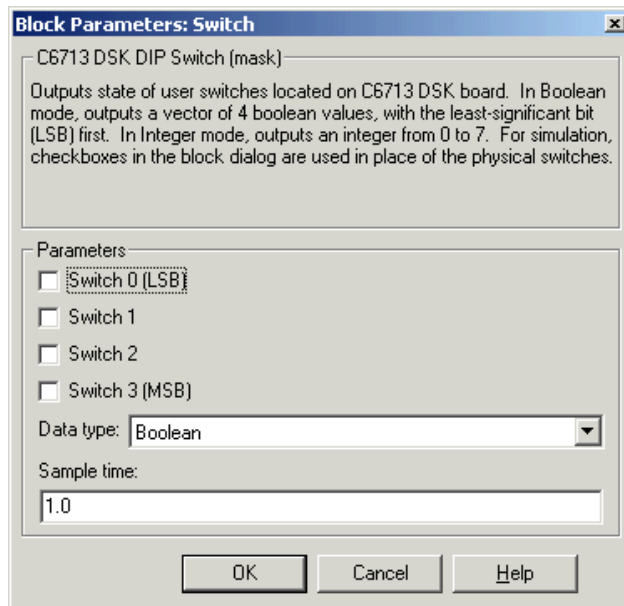 Block Parameters: Switch
C6713 DSK DIP Switch (mask)
Outputs state of user switches located on C6713 DSK board. In Boolean
mode, outputs a vector of 4 boolean values, with the least-significant bit
(LSB) first. In Integer mode, outputs an integer from 0 to 7. For simulation,
checkboxes in the block dialog are used in place of the physical switches.
Parameters
Switch 0 (LSB)
Switch 1
Switch 2
Switch 3 (MSB)
Data type: Boolean
Sample time:
1.0
OK Cancel Help